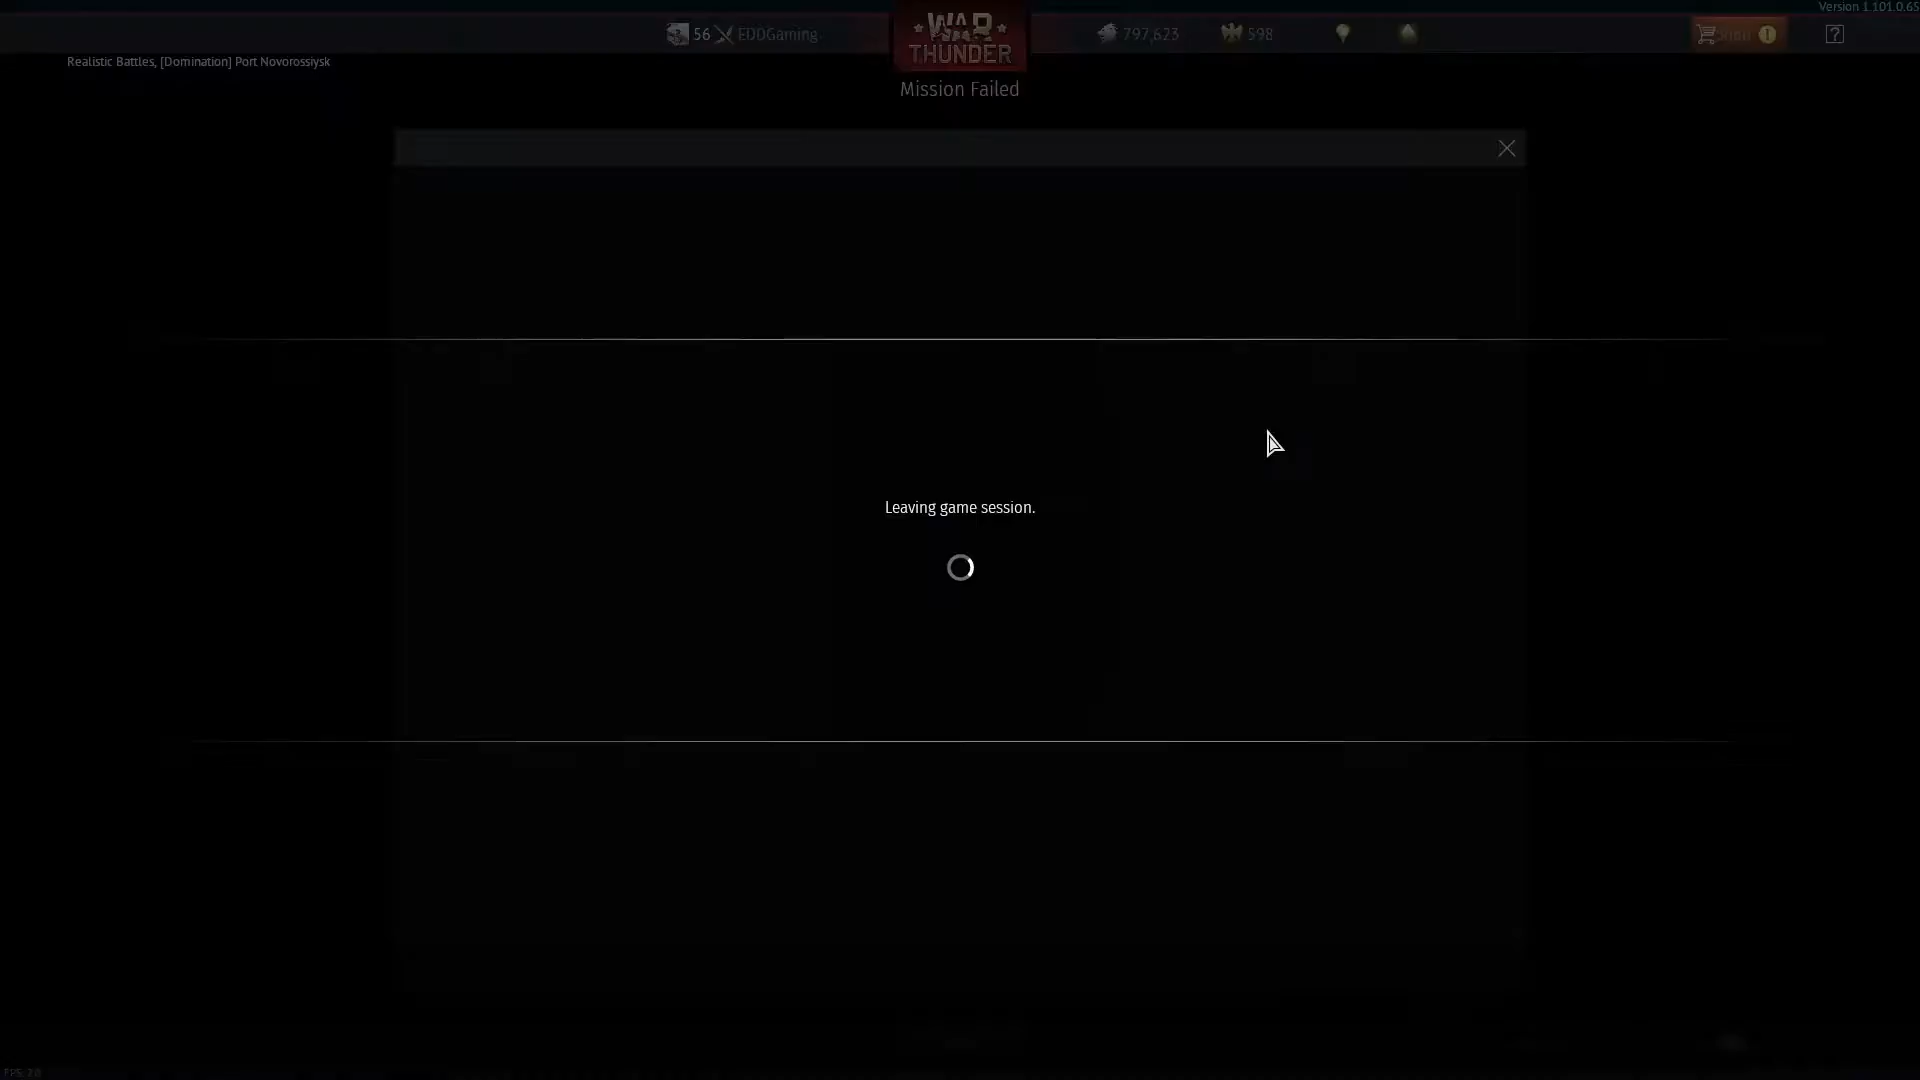 Version 1.101.0.65
56 EDDGaming
WAR
THUNDER
797,623
598
Realistic Battles, [Domination] Port Novorossiysk
Mission Failed
Leaving game session.